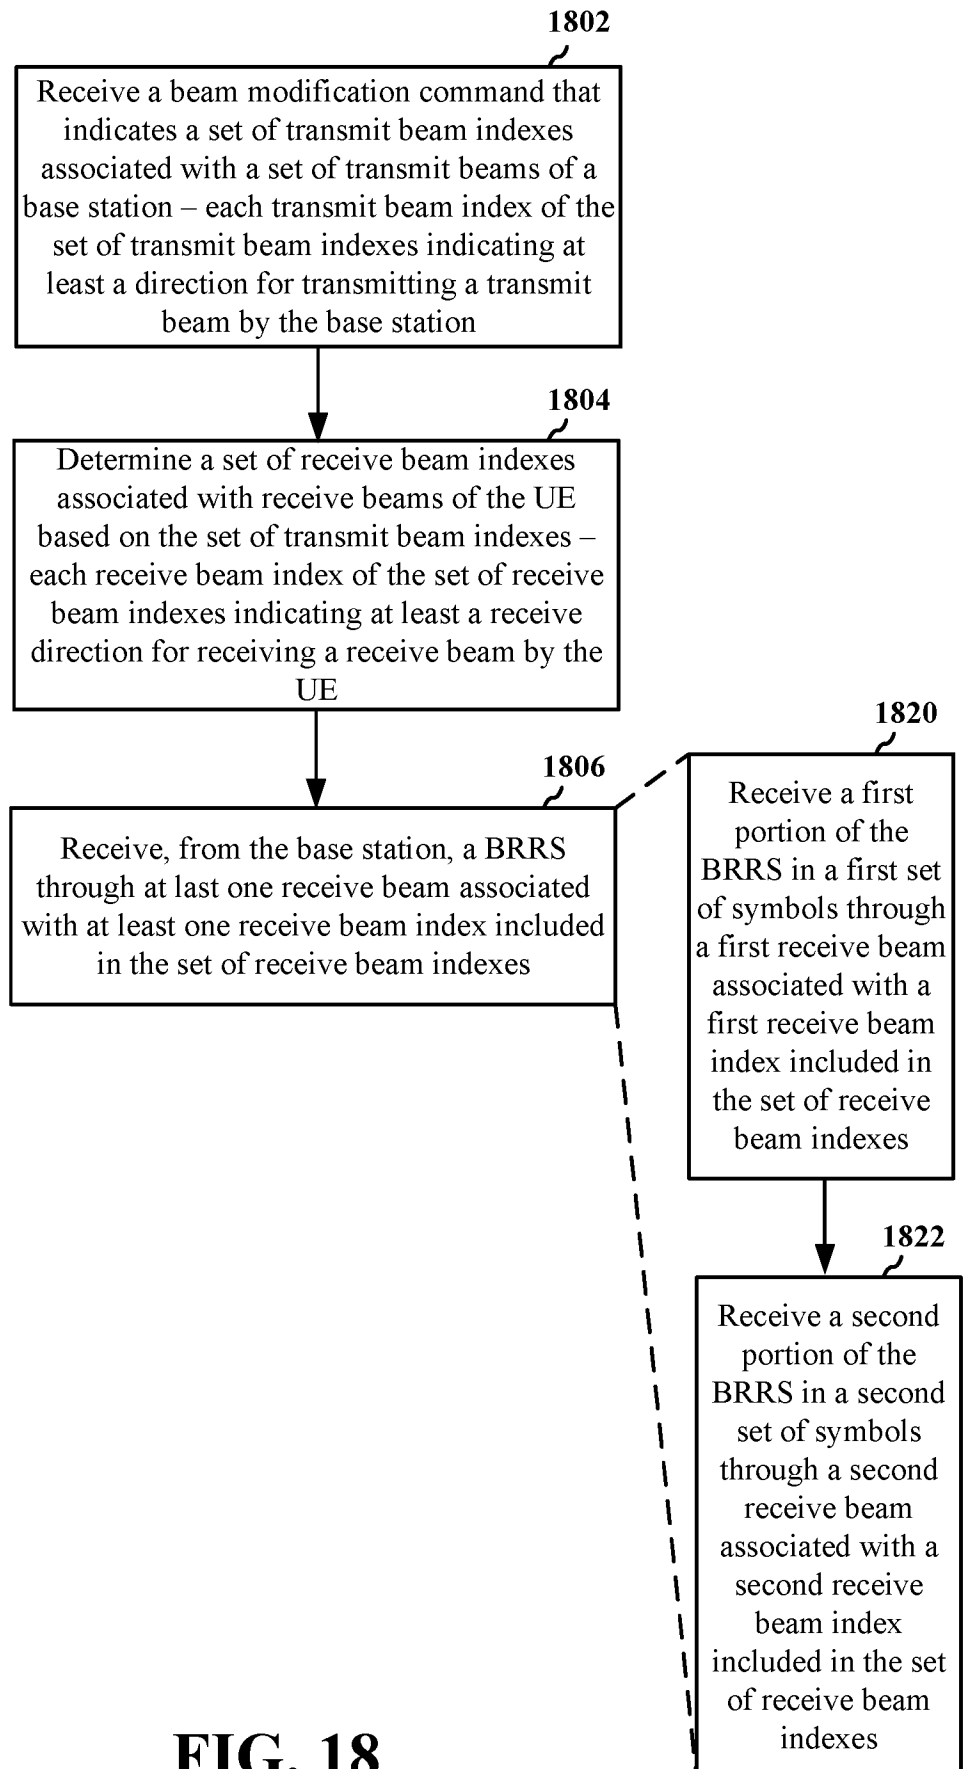 1802
Receive a beam modification command that
indicates a set of transmit beam indexes
associated with a set of transmit beams of a
base station – each transmit beam index of the
set of transmit beam indexes indicating at
least a direction for transmitting a transmit
beam by the base station
1804
Determine a set of receive beam indexes
associated with receive beams of the UE
based on the set of transmit beam indexes –
each receive beam index of the set of receive
beam indexes indicating at least a receive
direction for receiving a receive beam by the
UE
1806
Receive, from the base station, a BRRS
through at last one receive beam associated
with at least one receive beam index included
in the set of receive beam indexes
1820
Receive a first
portion of the
BRRS in a first set
of symbols through
a first receive beam
associated with a
first receive beam
index included in
the set of receive
beam indexes
1822
Receive a second
portion of the
BRRS in a second
set of symbols
through a second
receive beam
associated with a
second receive
beam index
included in the set
of receive beam
indexes
FIG. 18